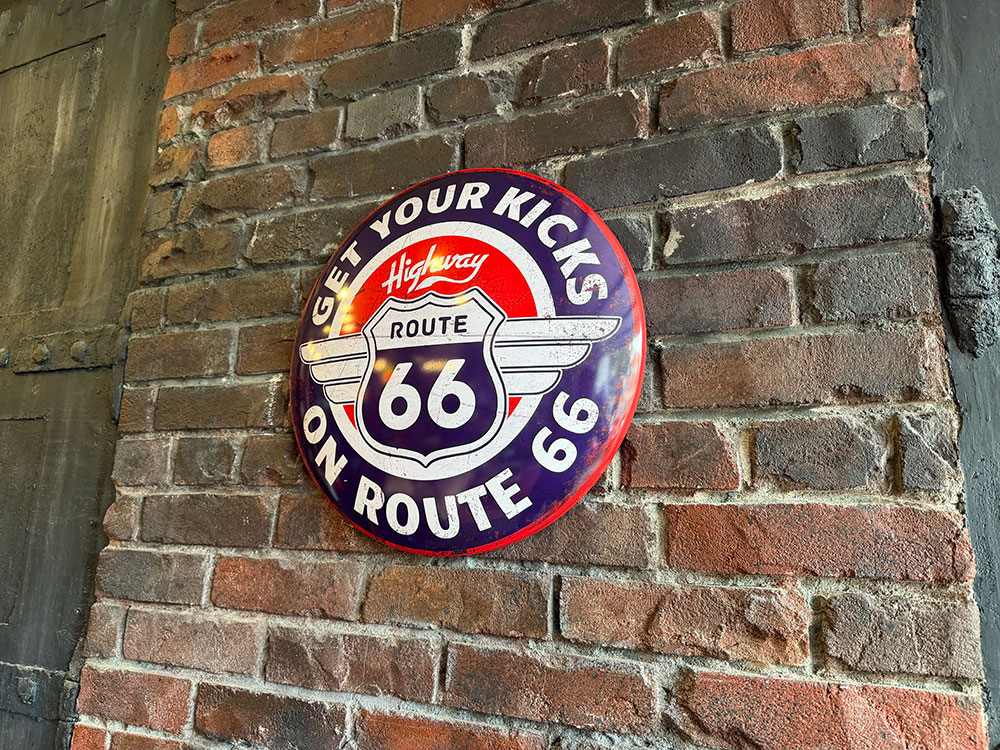 GET YOUR KICKS
Highway
ROUTE
66
ON ROUTE 66